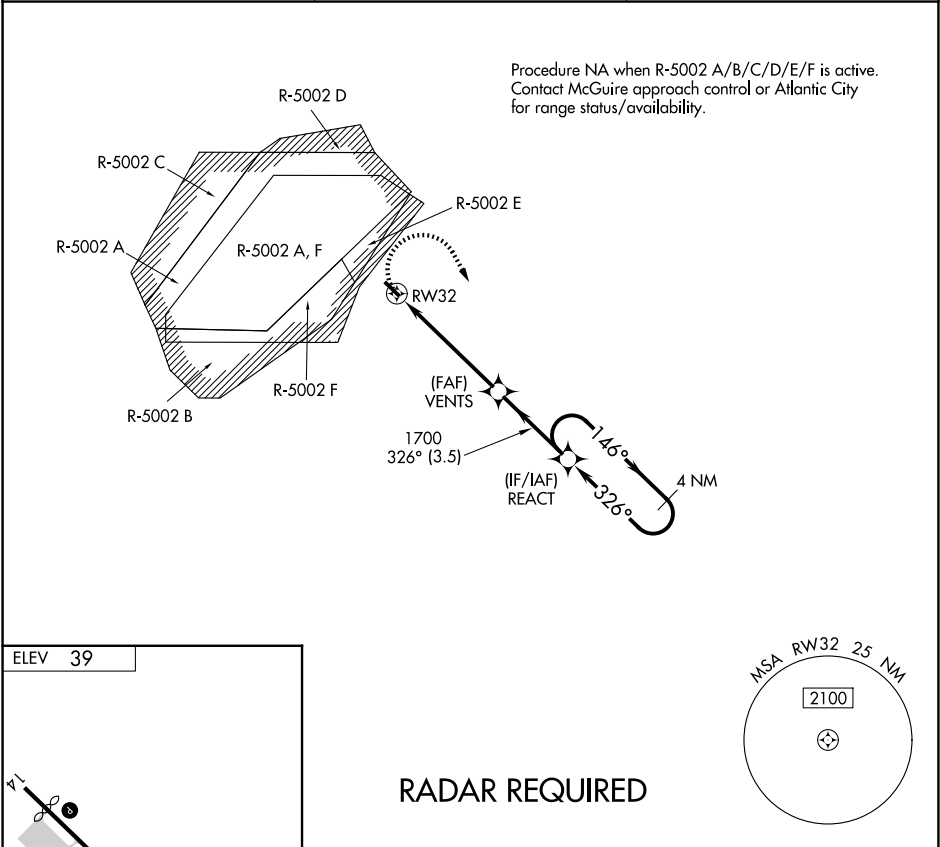 Procedure NA when R-5002 A/B/C/D/E/F is active.
Contact McGuire approach control or Atlantic City
for range status/availability.
R-5002 D
R-5002 C
R-5002 E
R-5002 A
R-5002 A, F
RW32
R-5002 F
R-5002 B
(FAF)
VENTS
1700
326° (3.5)
146°
(IF/IAF)
REACT
326°
4 NM
ELEV 39
MSA RW32 25 NM
2100
RADAR REQUIRED
14
P